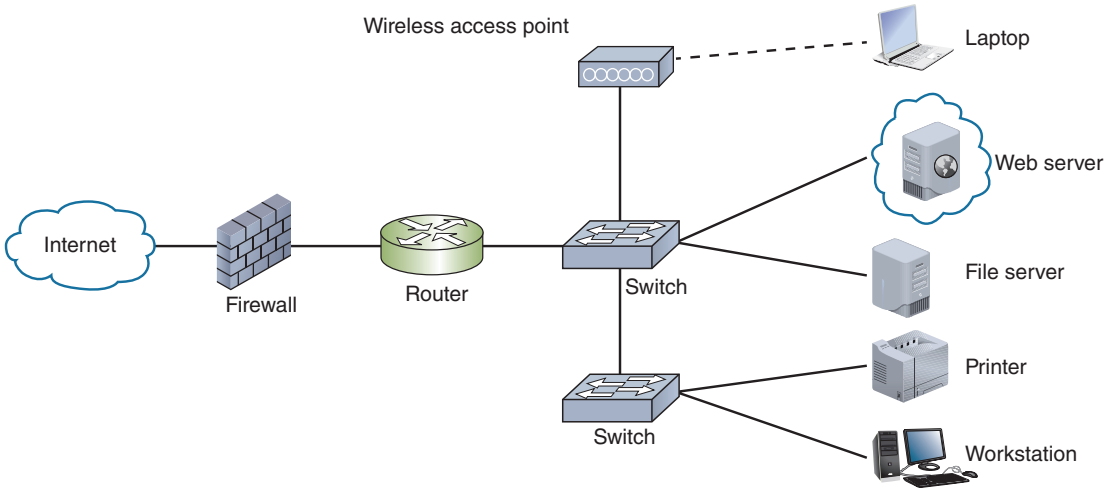 Wireless access point
Laptop
Web server
Internet
Firewall
Router
Switch
File server
Printer
Switch
Workstation